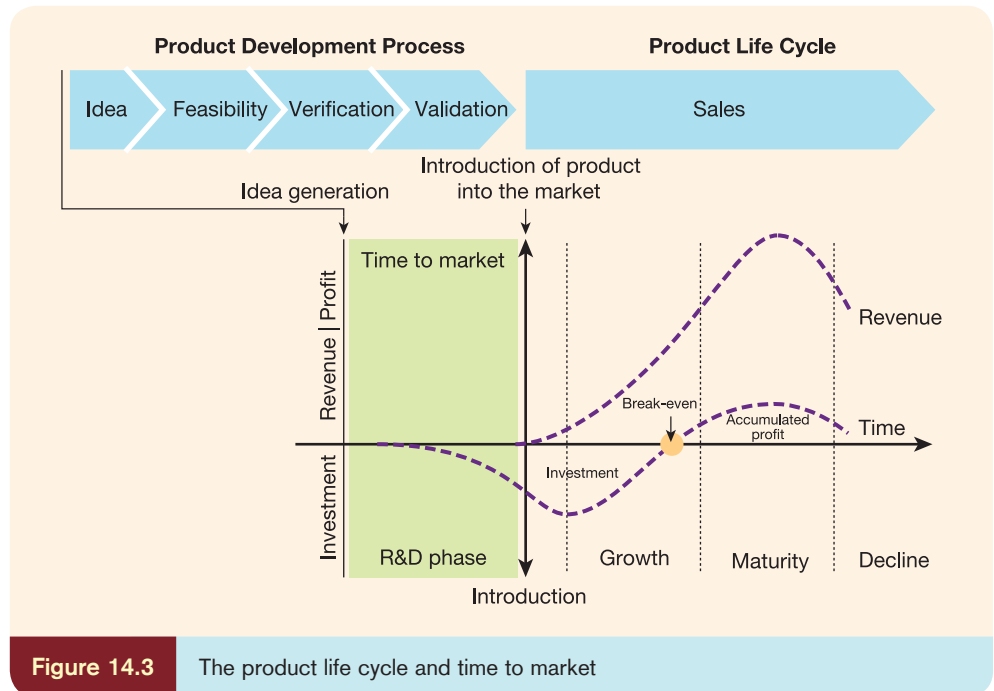 Product Development Process
Product Life Cycle
Idea
Feasibility
Verification
Validation
Sales
Idea generation
Introduction of product
into the market
Time to market
Revenue | Profit
Investment
R&D phase
Introduction
Break-even
Investment
Accumulated
profit
Revenue
Time
Growth
Maturity
Decline
Figure 14.3
The product life cycle and time to market